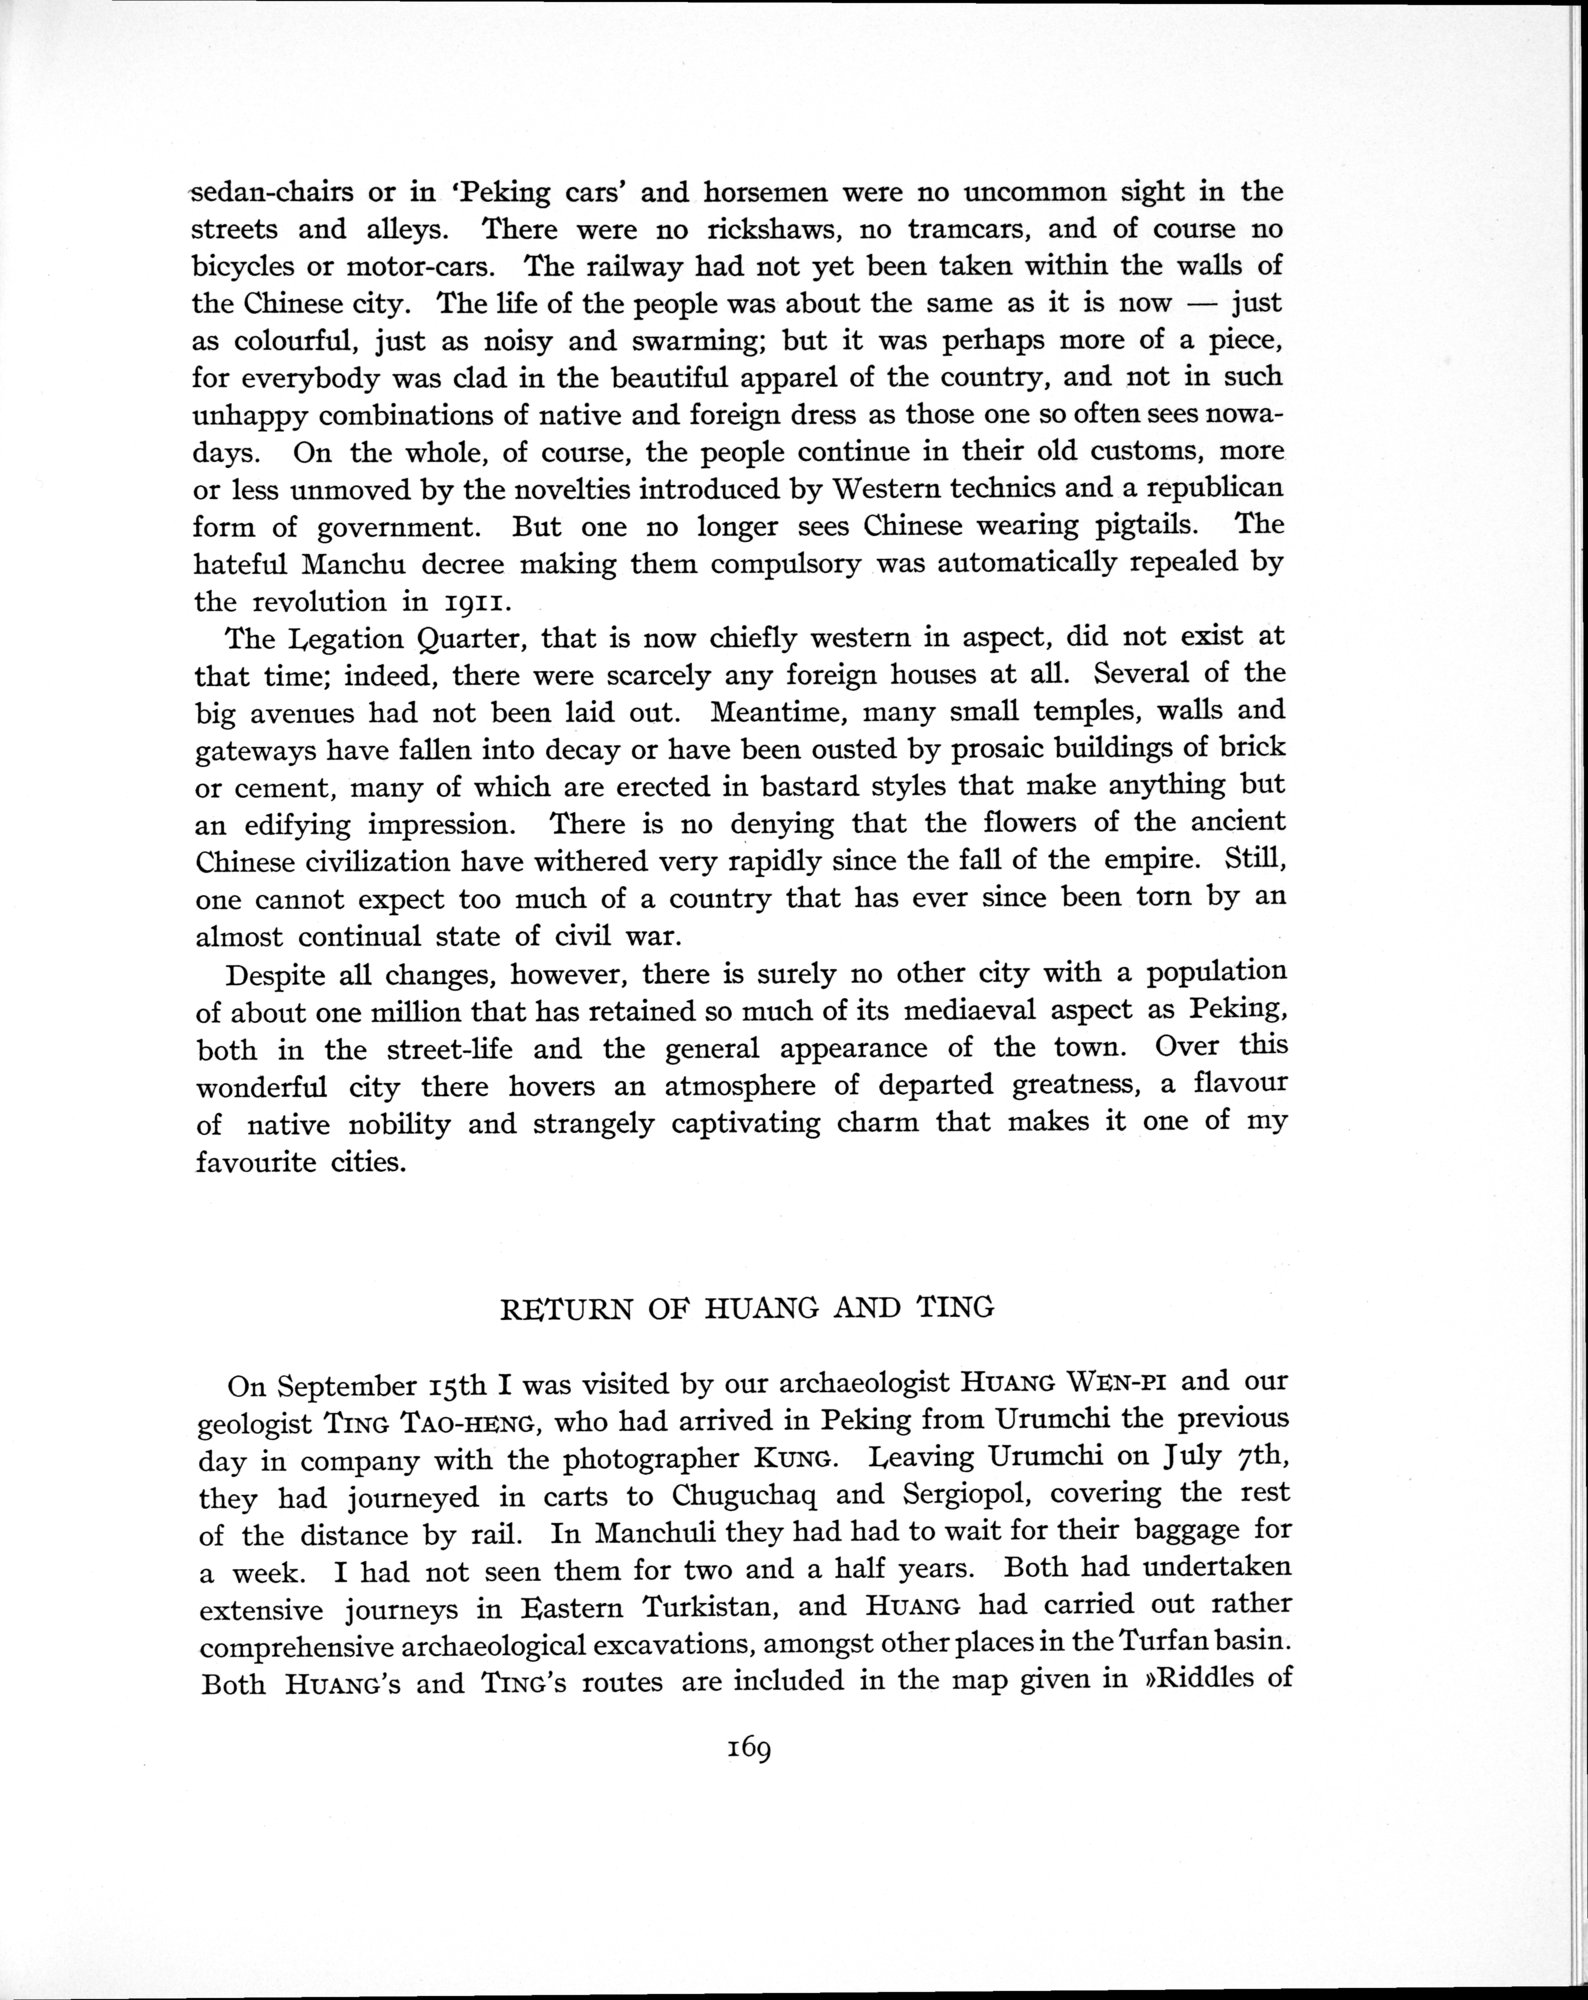 sedan-chairs or in ‘Peking cars’ and horsemen were no uncommon sight in the
streets and alleys. There were no rickshaws, no tramcars, and of course no
bicycles or motor-cars. The railway had not yet been taken within the walls of
the Chinese city. The life of the people was about the same as it is now — just
as colourful, just as noisy and swarming; but it was perhaps more of a piece,
for everybody was clad in the beautiful apparel of the country, and not in such
unhappy combinations of native and foreign dress as those one so often sees nowa-
days. On the whole, of course, the people continue in their old customs, more
or less unmoved by the novelties introduced by Western technics and a republican
form of government. But one no longer sees Chinese wearing pigtails. The
hateful Manchu decree making them compulsory was automatically repealed by
the revolution in 1911.
The Legation Quarter, that is now chiefly western in aspect, did not exist at
that time; indeed, there were scarcely any foreign houses at all. Several of the
big avenues had not been laid out. Meantime, many small temples, walls and
gateways have fallen into decay or have been ousted by prosaic buildings of brick
or cement, many of which are erected in bastard styles that make anything but
an edifying impression. There is no denying that the flowers of the ancient
Chinese civilization have withered very rapidly since the fall of the empire. Still,
one cannot expect too much of a country that has ever since been torn by an
almost continual state of civil war.
Despite all changes, however, there is surely no other city with a population
of about one million that has retained so much of its mediaeval aspect as Peking,
both in the street-life and the general appearance of the town. Over this
wonderful city there hovers an atmosphere of departed greatness, a flavour
of native nobility and strangely captivating charm that makes it one of my
favourite cities.
RETURN OF HUANG AND TING
On September 15th I was visited by our archaeologist HUANG WEN-PI and our
geologist TING TAO-HENG, who had arrived in Peking from Urumchi the previous
day in company with the photographer KUNG. Leaving Urumchi on July 7th,
they had journeyed in carts to Chuguchaq and Sergiopol, covering the rest
of the distance by rail. In Manchuli they had had to wait for their baggage for
a week. I had not seen them for two and a half years. Both had undertaken
extensive journeys in Eastern Turkistan, and HUANG had carried out rather
comprehensive archaeological excavations, amongst other places in the Turfan basin.
Both HUANG's and TING's routes are included in the map given in »Riddles of
169